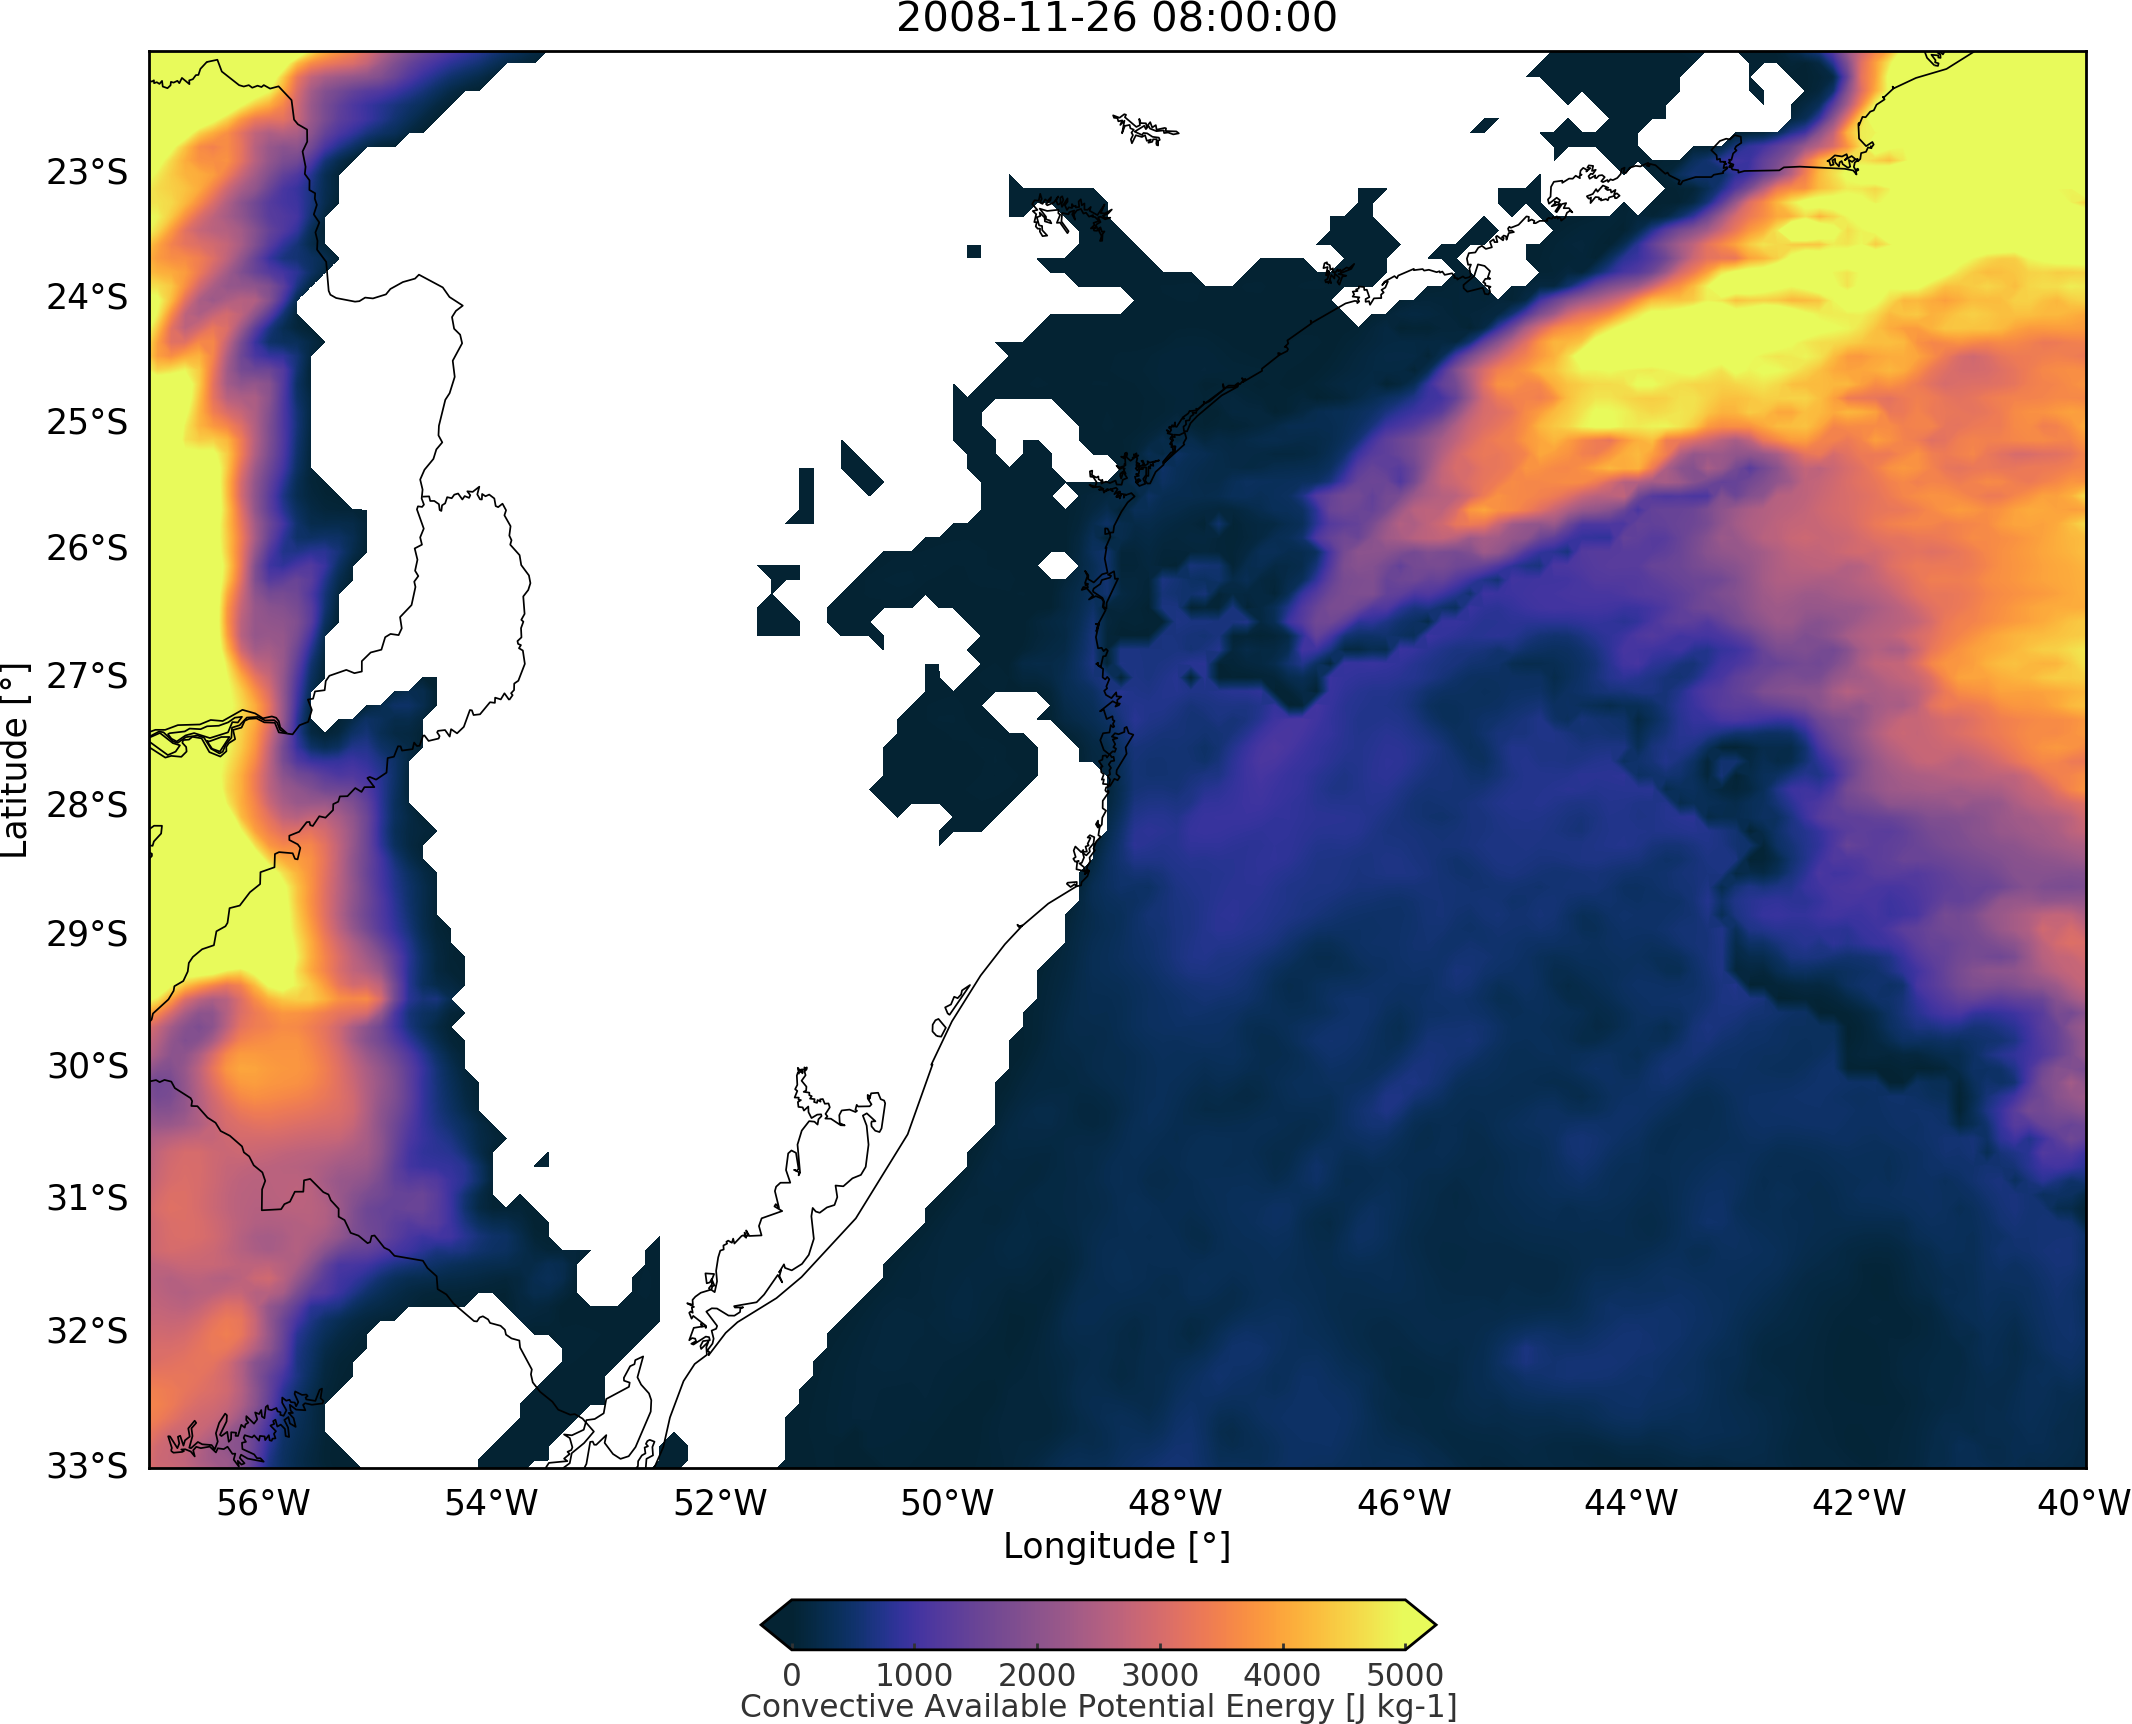 2008-11-26 08:00:00
23°S
24°S
25°S
26°S
27°S
28°S
29°S
30°S
31°S
32°S
33°S
Latitude [°]
56°W 54°W 52°W 50°W 48°W 46°W 44°W 42°W 40°W
Longitude [°]
0 1000 2000 3000 4000 5000
Convective Available Potential Energy [J kg-1]